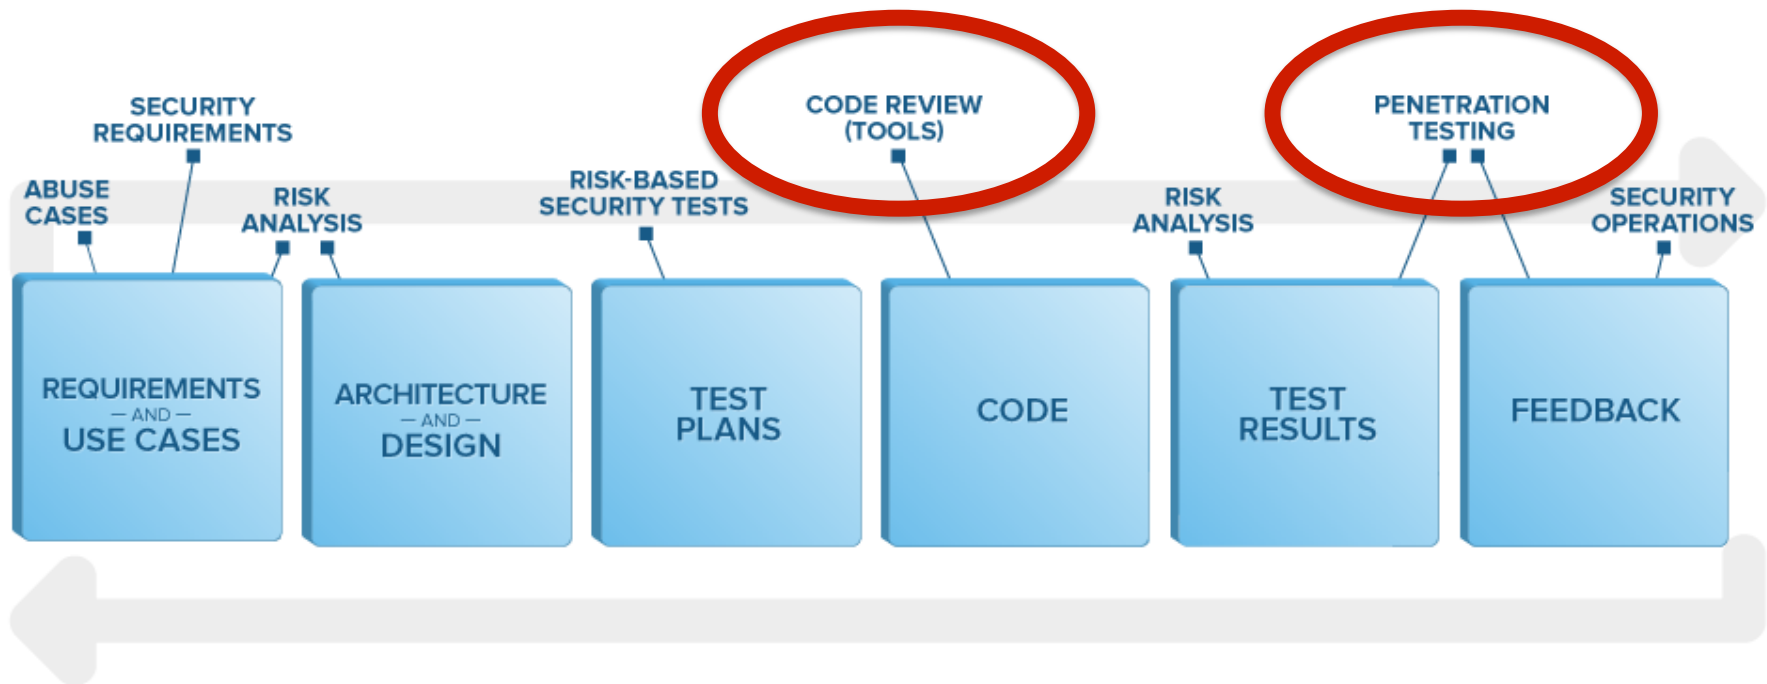 SECURITY
REQUIREMENTS
ABUSE
CASES
RISK
ANALYSIS
RISK-BASED
SECURITY TESTS
CODE REVIEW
(TOOLS)
RISK
ANALYSIS
PENETRATION
TESTING
SECURITY
OPERATIONS
REQUIREMENTS
— AND —
USE CASES
ARCHITECTURE
— AND —
DESIGN
TEST
PLANS
CODE
TEST
RESULTS
FEEDBACK